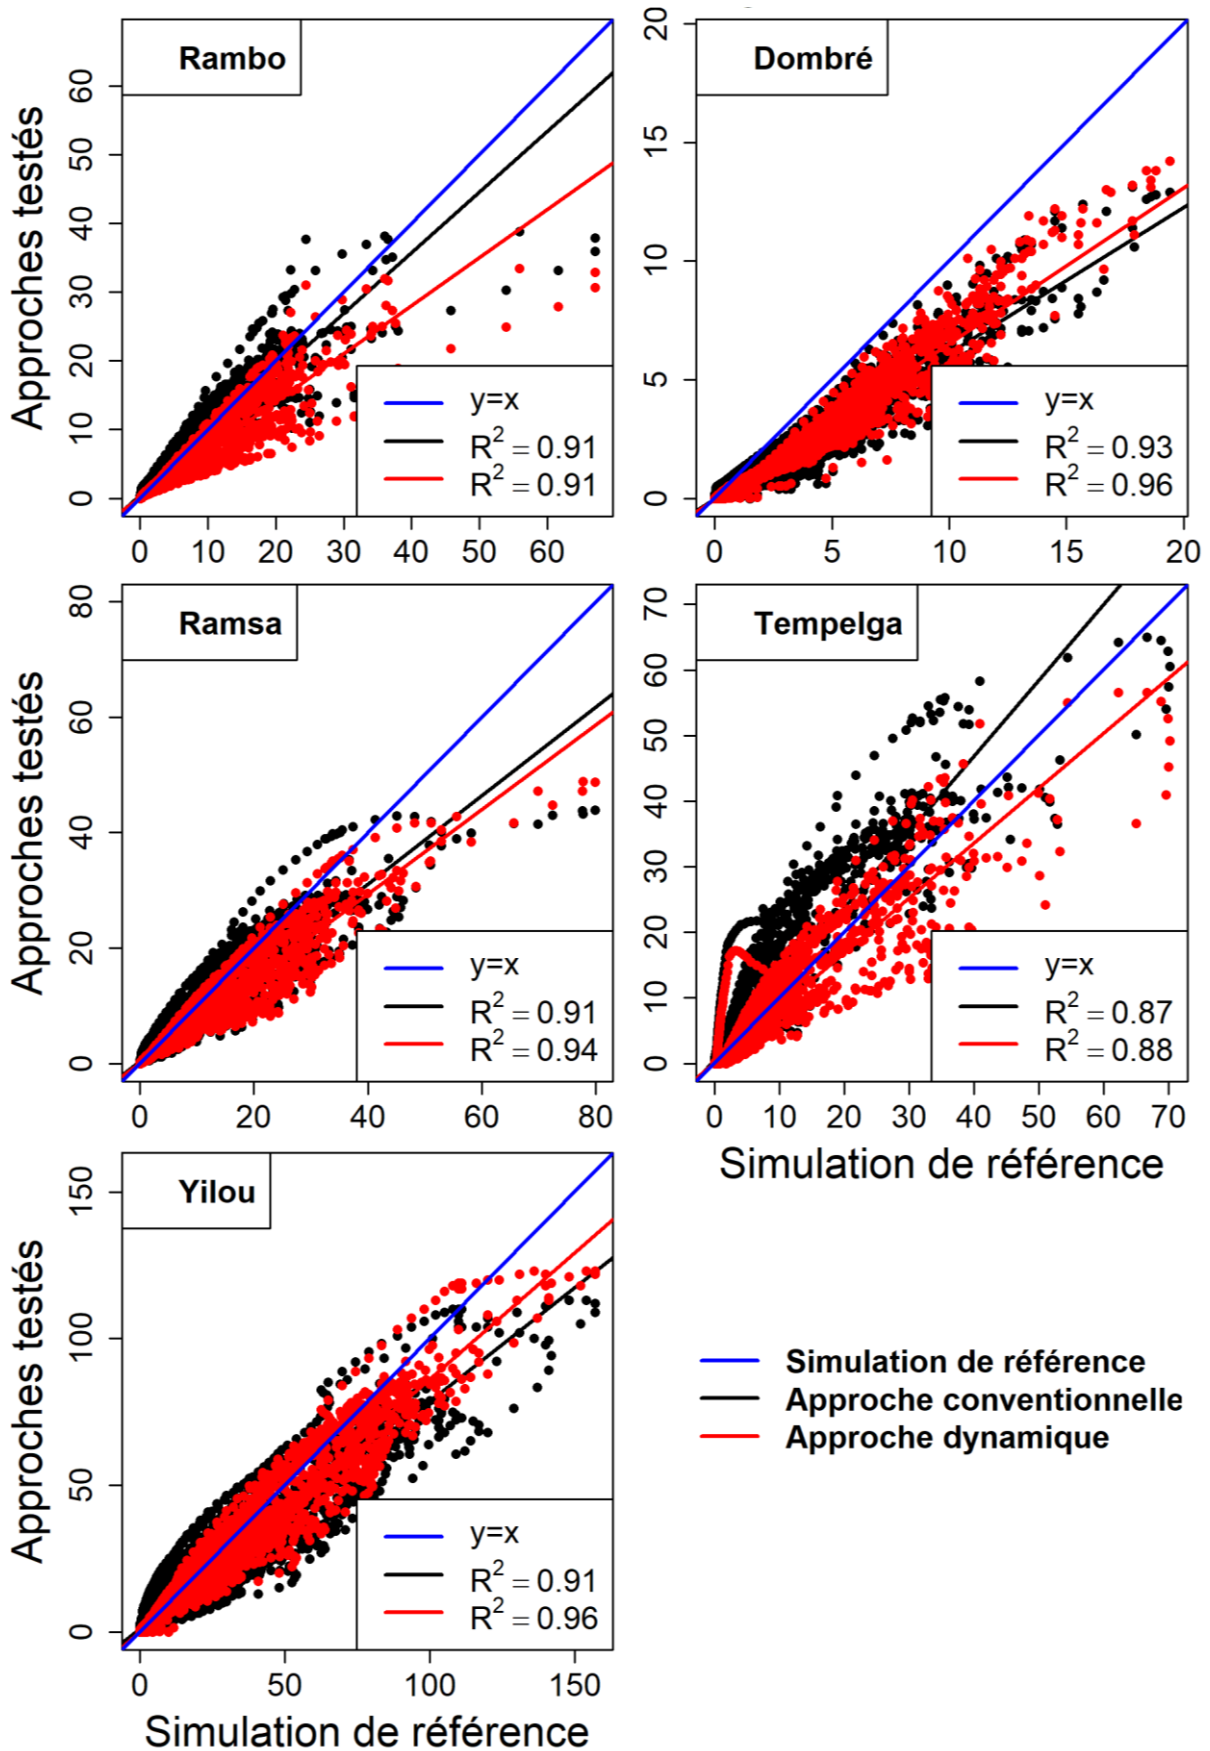 Rambo
Approches testés
0 10 20 30 40 50 60
0 10 20 30 40 50 60
y=x
R² = 0.91
R² = 0.91
Dombré
0 5 10 15 20
0 5 10 15 20
y=x
R² = 0.93
R² = 0.96
Ramsa
Approches testés
0 20 40 60 80
0 20 40 60 80
y=x
R² = 0.91
R² = 0.94
Tempelga
0 10 20 30 40 50 60 70
0 10 20 30 40 50 60 70
y=x
R² = 0.87
R² = 0.88
Simulation de référence
Yilou
Approches testés
0 50 100 150
0 50 100 150
y=x
R² = 0.91
R² = 0.96
Simulation de référence
Simulation de référence
Approche conventionnelle
Approche dynamique